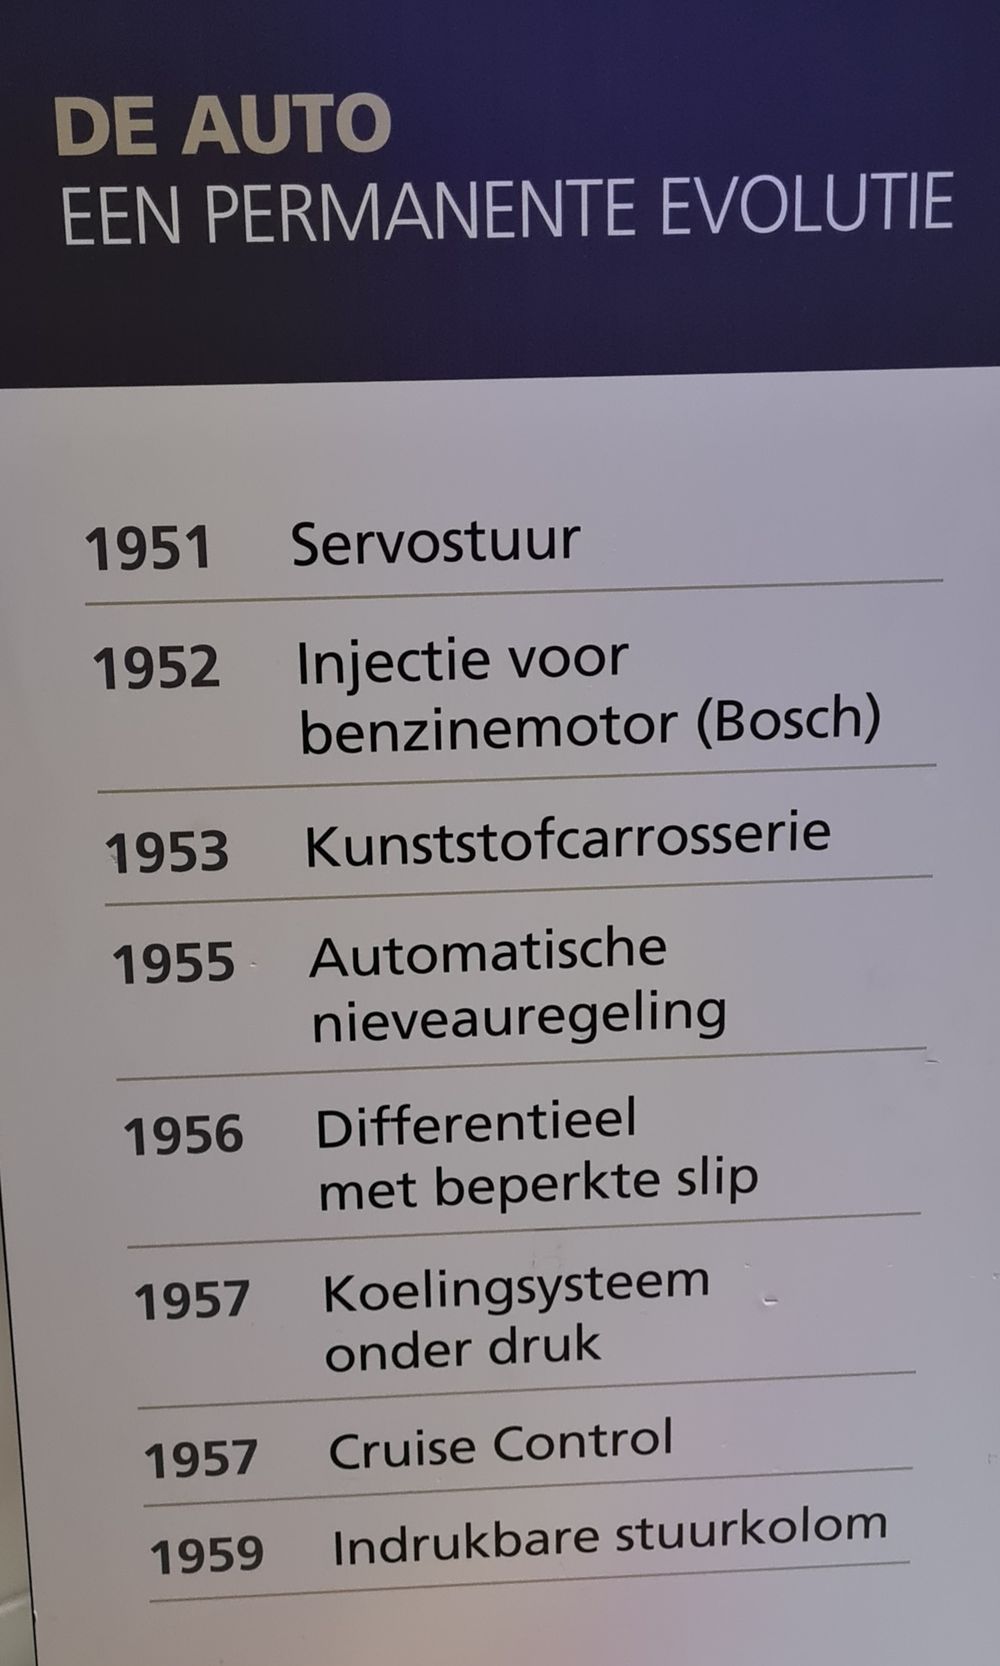 DE AUTO
EEN PERMANENTE EVOLUTIE
1951 Servostuur
1952 Injectie voor
benzinemotor (Bosch)
1953 Kunststofcarrosserie
1955 Automatische
nieveauregeling
1956 Differentieel
met beperkte slip
1957 Koelingsysteem
onder druk
1957 Cruise Control
1959 Indrukbare stuurkolom